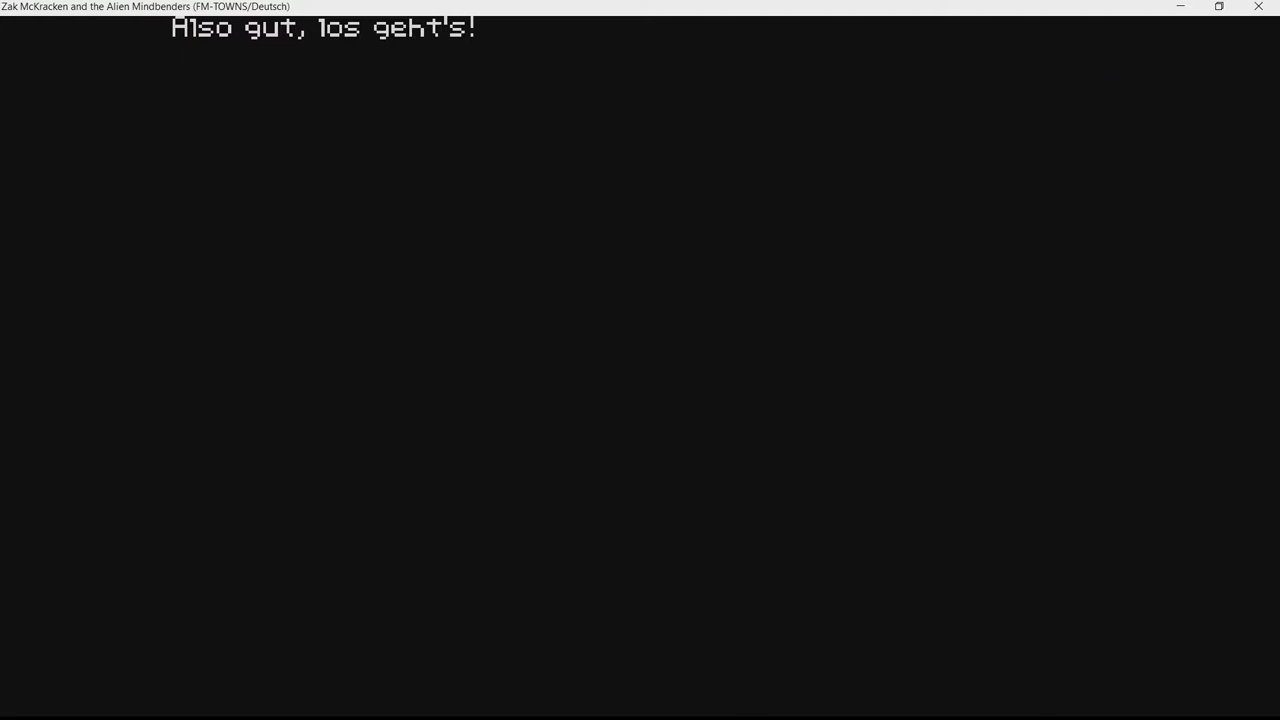 Zak McKracken and the Alien Mindbenders (FM-TOWNS/Deutsch)
Also gut, los geht's!